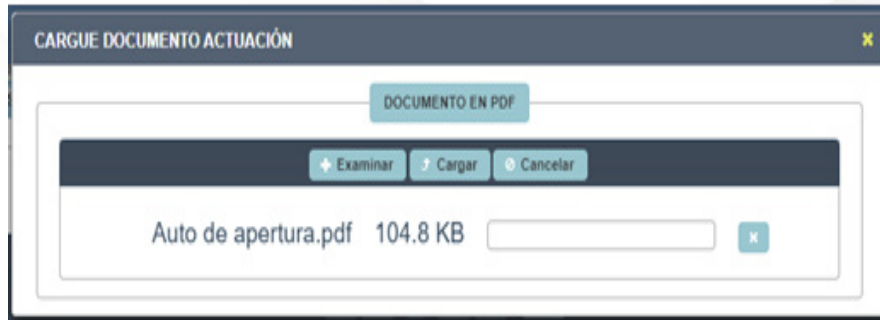 CARGUE DOCUMENTO ACTUACIÓN
DOCUMENTO EN PDF
Examinar Cargar Cancelar
Auto de apertura.pdf 104.8 KB